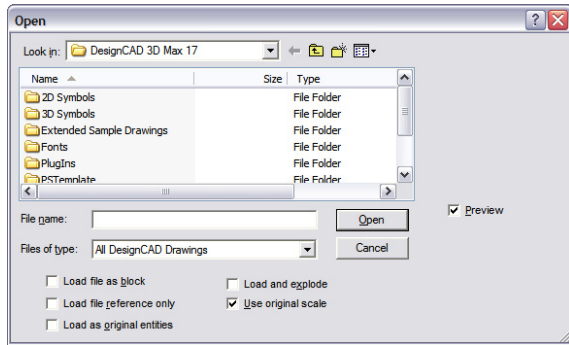 Open
Look in: DesignCAD 3D Max 17
Name Size Type
2D Symbols File Folder
3D Symbols File Folder
Extended Sample Drawings File Folder
Fonts File Folder
PlugIns File Folder
PSTemplate File Folder
File name: Open
Preview
Files of type: All DesignCAD Drawings Cancel
Load file as block Load and explode
Load file reference only Use original scale
Load as original entities